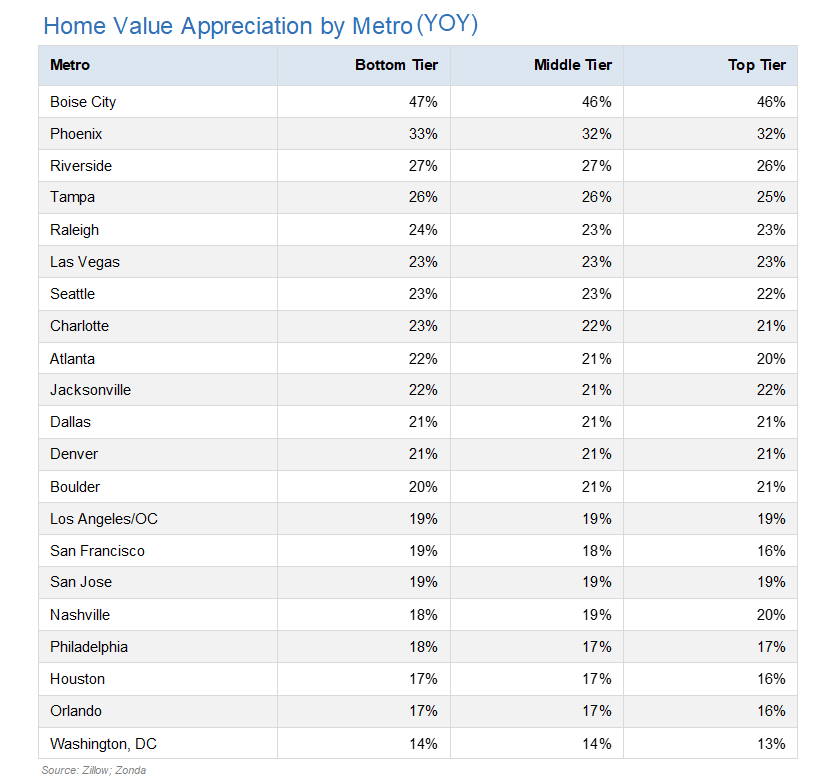 Home Value Appreciation by Metro (YOY)
Metro Bottom Tier Middle Tier Top Tier
Boise City 47% 46% 46%
Phoenix 33% 32% 32%
Riverside 27% 27% 26%
Tampa 26% 26% 25%
Raleigh 24% 23% 23%
Las Vegas 23% 23% 23%
Seattle 23% 23% 22%
Charlotte 23% 22% 21%
Atlanta 22% 21% 20%
Jacksonville 22% 21% 22%
Dallas 21% 21% 21%
Denver 21% 21% 21%
Boulder 20% 21% 21%
Los Angeles/OC 19% 19% 19%
San Francisco 19% 18% 16%
San Jose 19% 19% 19%
Nashville 18% 19% 20%
Philadelphia 18% 17% 17%
Houston 17% 17% 16%
Orlando 17% 17% 16%
Washington, DC 14% 14% 13%
Source: Zillow; Zonda